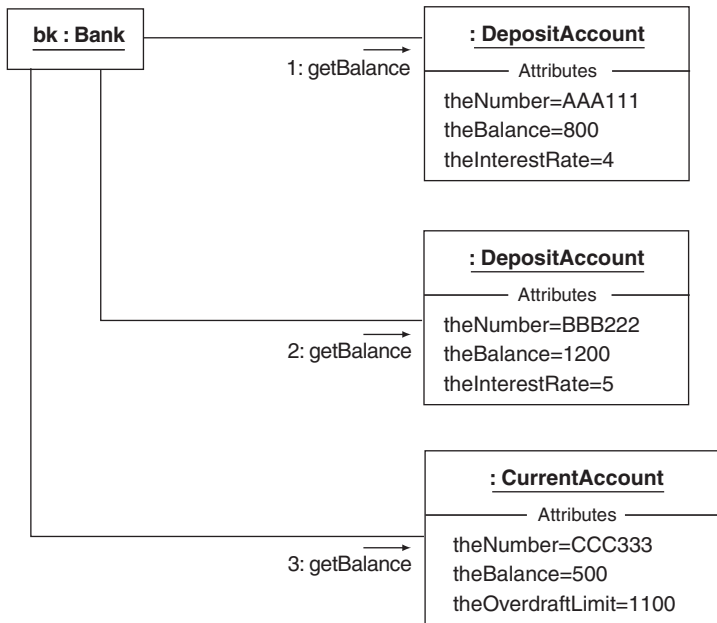 bk : Bank
1: getBalance
: DepositAccount
Attributes
theNumber=AAA111
theBalance=800
theInterestRate=4
2: getBalance
: DepositAccount
Attributes
theNumber=BBB222
theBalance=1200
theInterestRate=5
3: getBalance
: CurrentAccount
Attributes
theNumber=CCC333
theBalance=500
theOverdraftLimit=1100